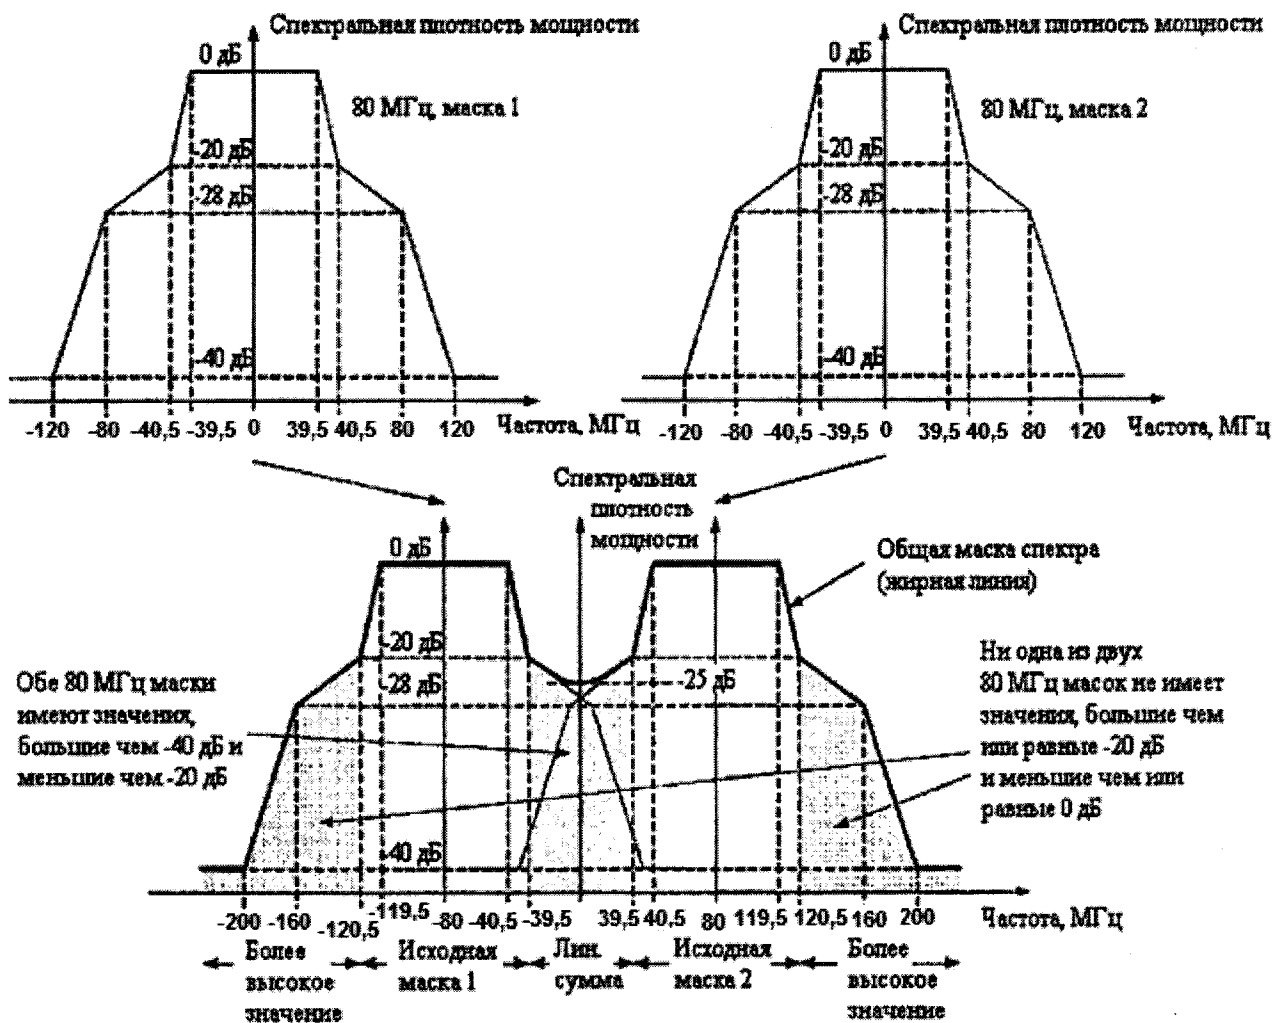 Спектральная плотность мощности
0 дБ
80 МГц, маска 1
-20 дБ
-28 дБ
-40 дБ
-120 -80 -40,5 -39,5 0 39,5 40,5 80 120
Частота, МГц
Спектральная плотность мощности
0 дБ
80 МГц, маска 2
-20 дБ
-28 дБ
-40 дБ
-120 -80 -40,5 -39,5 0 39,5 40,5 80 120
Частота, МГц
Спектральная
плотность
мощности
0 дБ
Общая маска спектра
(жирная линия)
-20 дБ
-28 дБ
-25 дБ
-40 дБ
Обе 80 МГц маски
имеют значения,
большие чем -40 дБ и
меньшие чем -20 дБ
Ни одна из двух
80 МГц масок не имеет
значения, большие чем
или равные -20 дБ
и меньшие чем или
равные 0 дБ
-200 -160 -120,5 -119,5 -80 -40,5 -39,5 39,5 40,5 80 119,5 120,5 160 200
Частота, МГц
Более
высокое
значение
Исходная
маска 1
Лин.
сумма
Исходная
маска 2
Более
высокое
значение